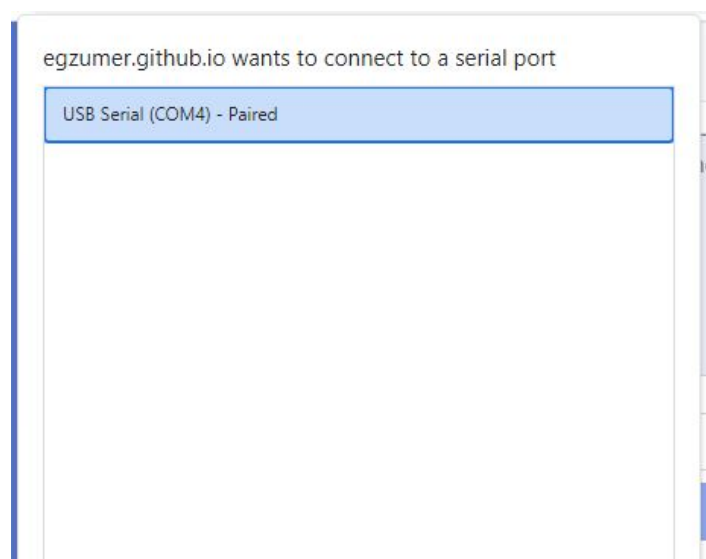 egzumer.github.io wants to connect to a serial port
USB Serial (COM4) - Paired